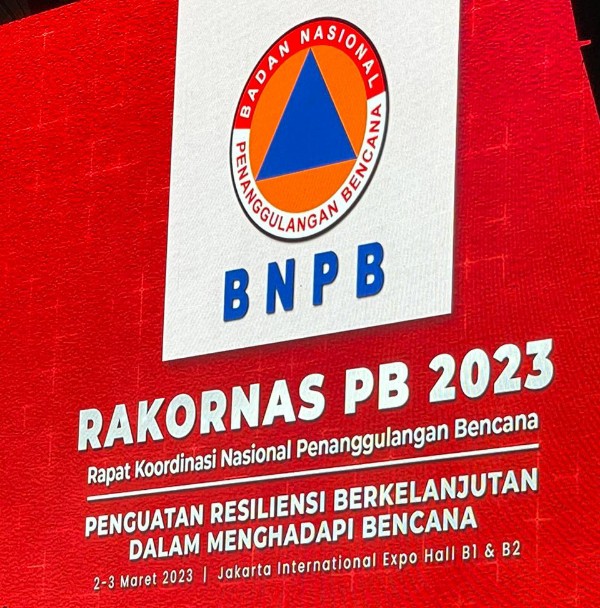 BADAN NASIONAL
PENANGGULANGAN BENCANA
BNPB
RAKORNAS PB 2023
Rapat Koordinasi Nasional Penanggulangan Bencana
PENGUATAN RESILIENSI BERKELANJUTAN
DALAM MENGHADAPI BENCANA
2-3 Maret 2023 | Jakarta International Expo Hall B1 & B2